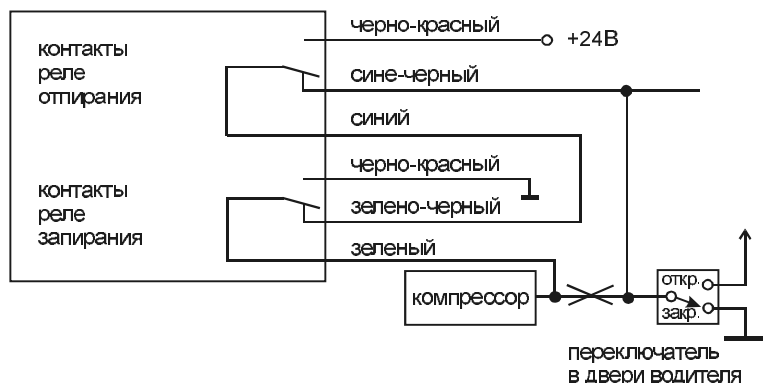 контакты
реле
отпирания
черно-красный
+24В
сине-черный
синий
контакты
реле
запирания
черно-красный
зелено-черный
зеленый
компрессор
откр.
закр.
переключатель
в двери водителя